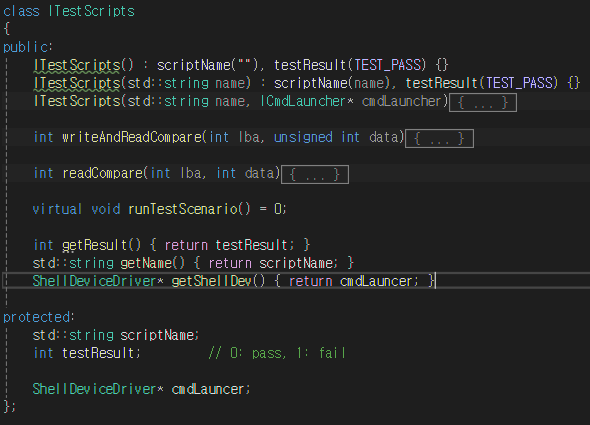 class ITestScripts
{
public:
ITestScripts() : scriptName(""), testResult(TEST_PASS) {}
ITestScripts(std::string name) : scriptName(name), testResult(TEST_PASS) {}
ITestScripts(std::string name, ICmdLauncher* cmdLauncher) { ... }
int writeAndReadCompare(int lba, unsigned int data) { ... }
int readCompare(int lba, int data) { ... }
virtual void runTestScenario() = 0;
int getResult() { return testResult; }
std::string getName() { return scriptName; }
ShellDeviceDriver* getShellDev() { return cmdLauncer; }
protected:
std::string scriptName;
int testResult; // 0: pass, 1: fail
ShellDeviceDriver* cmdLauncer;
};